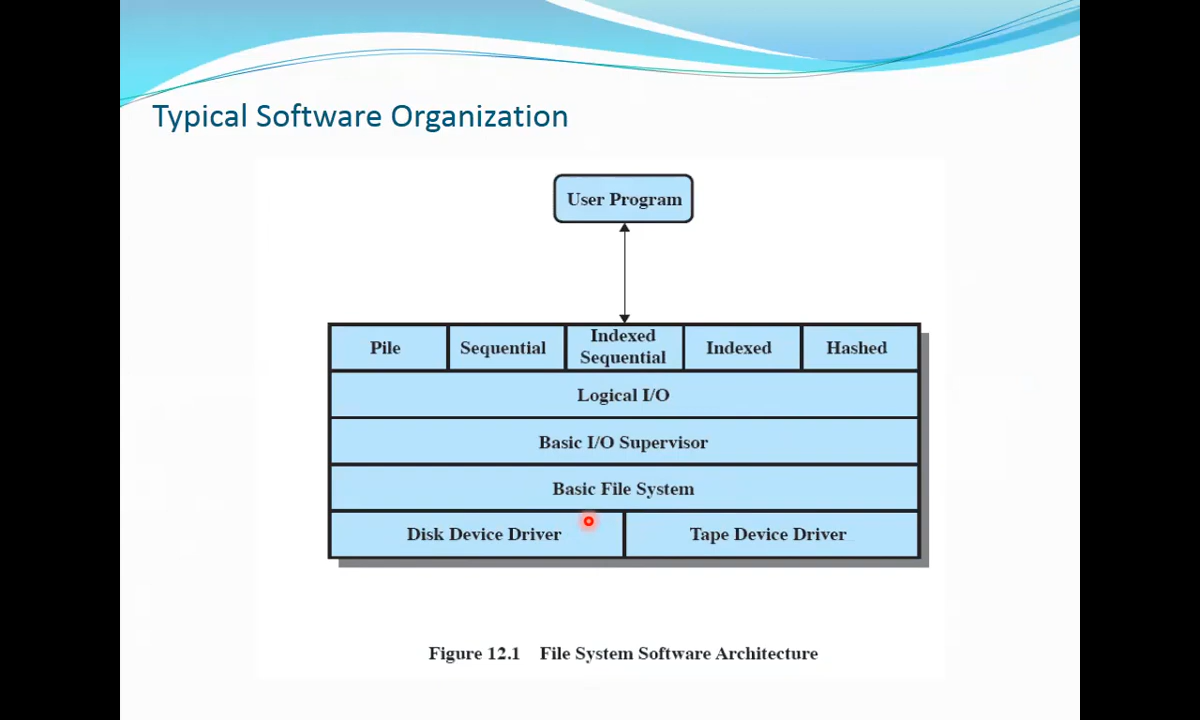 Typical Software Organization
User Program
Pile
Sequential
Indexed
Sequential
Indexed
Hashed
Logical I/O
Basic I/O Supervisor
Basic File System
Disk Device Driver
Tape Device Driver
Figure 12.1 File System Software Architecture